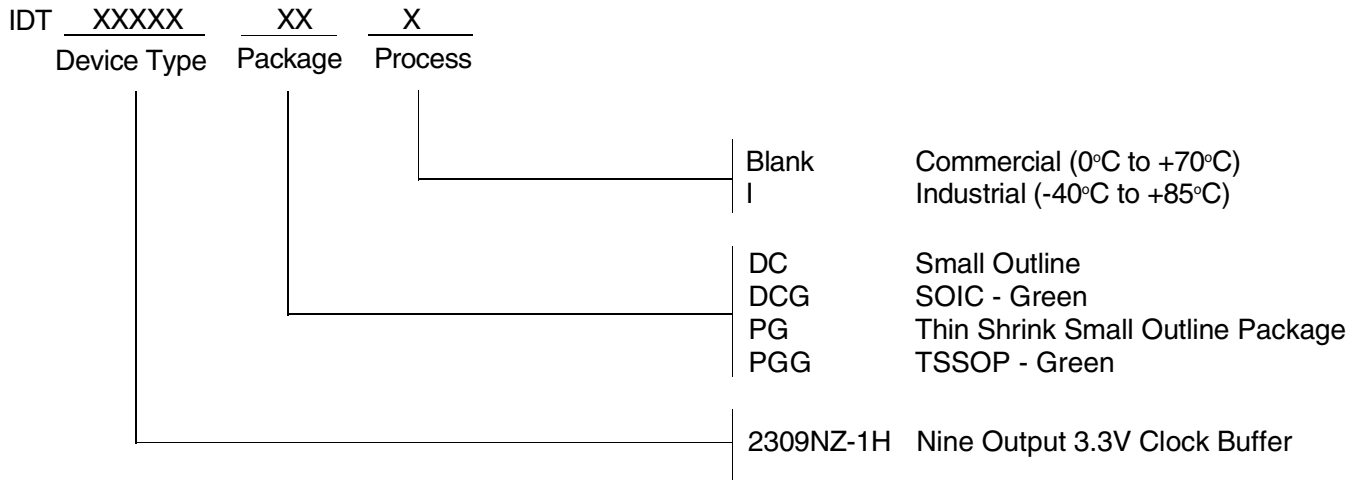 IDT XXXXX XX X
Device Type Package Process
Blank Commercial (0°C to +70°C)
I Industrial (-40°C to +85°C)
DC Small Outline
DCG SOIC - Green
PG Thin Shrink Small Outline Package
PGG TSSOP - Green
2309NZ-1H Nine Output 3.3V Clock Buffer